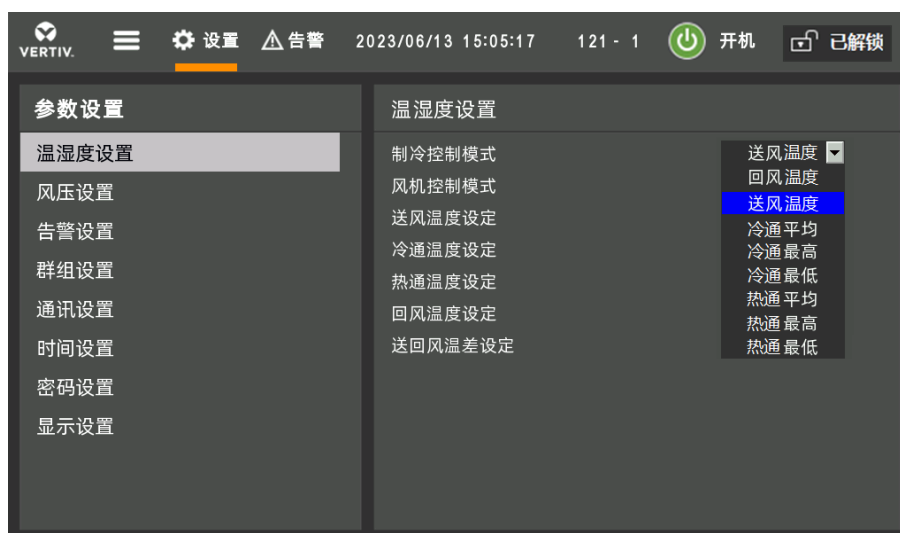 VERTIV. 设置 告警 2023/06/13 15:05:17 121 - 1 开机 已解锁
参数设置
温湿度设置
风压设置
告警设置
群组设置
通讯设置
时间设置
密码设置
显示设置
温湿度设置
制冷控制模式 送风温度
风机控制模式
送风温度设定
冷通温度设定
热通温度设定
回风温度设定
送回风温差设定
回风温度
送风温度
冷通平均
冷通最高
冷通最低
热通平均
热通最高
热通最低